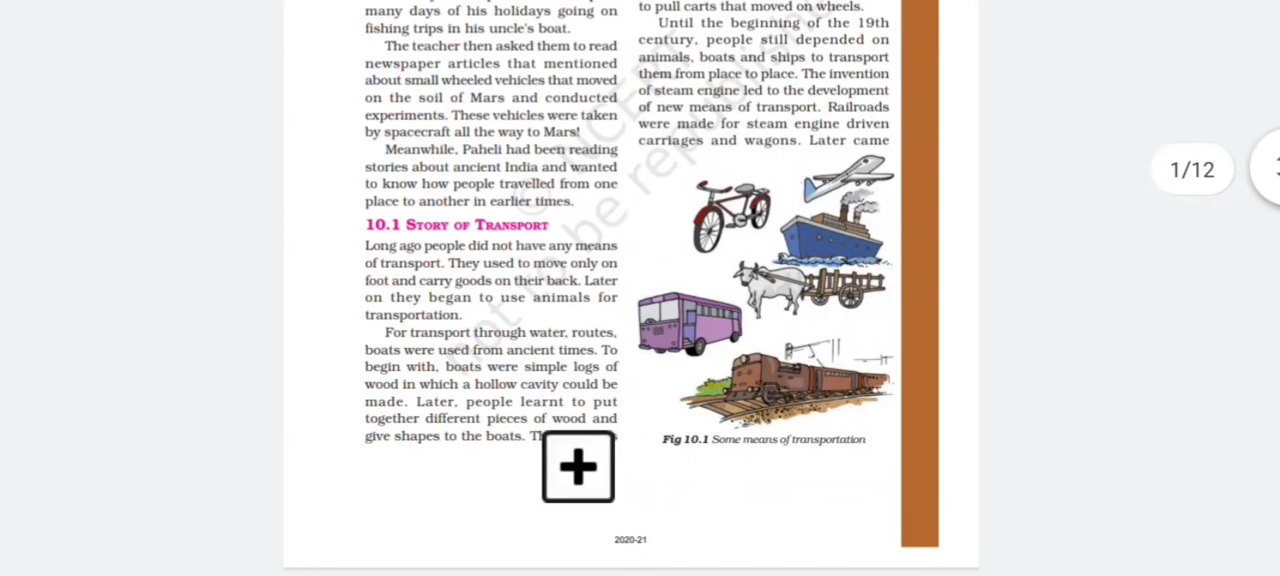 many days of his holidays going on
fishing trips in his uncle's boat.
The teacher then asked them to read
newspaper articles that mentioned
about small wheeled vehicles that moved
on the soil of Mars and conducted
experiments. These vehicles were taken
by spacecraft all the way to Mars!
Meanwhile, Paheli had been reading
stories about ancient India and wanted
to know how people travelled from one
place to another in earlier times.
10.1 STORY OF TRANSPORT
Long ago people did not have any means
of transport. They used to move only on
foot and carry goods on their back. Later
on they began to use animals for
transportation.
For transport through water, routes,
boats were used from ancient times. To
begin with, boats were simple logs of
wood in which a hollow cavity could be
made. Later, people learnt to put
together different pieces of wood and
give shapes to the boats.
to pull carts that moved on wheels.
Until the beginning of the 19th
century, people still depended on
animals, boats and ships to transport
them from place to place. The invention
of steam engine led to the development
of new means of transport. Railroads
were made for steam engine driven
carriages and wagons. Later came
Fig 10.1 Some means of transportation
2020-21
1/12
© NCERT
not to be republished